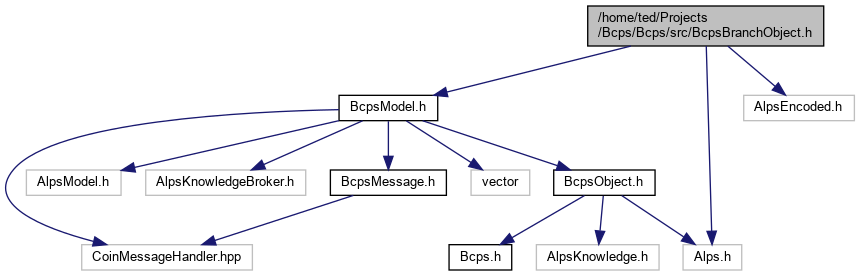 /home/ted/Projects
/Bcps/Bcps/src/BcpsBranchObject.h
BcpsModel.h
AlpsEncoded.h
AlpsModel.h
AlpsKnowledgeBroker.h
BcpsMessage.h
vector
BcpsObject.h
CoinMessageHandler.hpp
Bcps.h
AlpsKnowledge.h
Alps.h